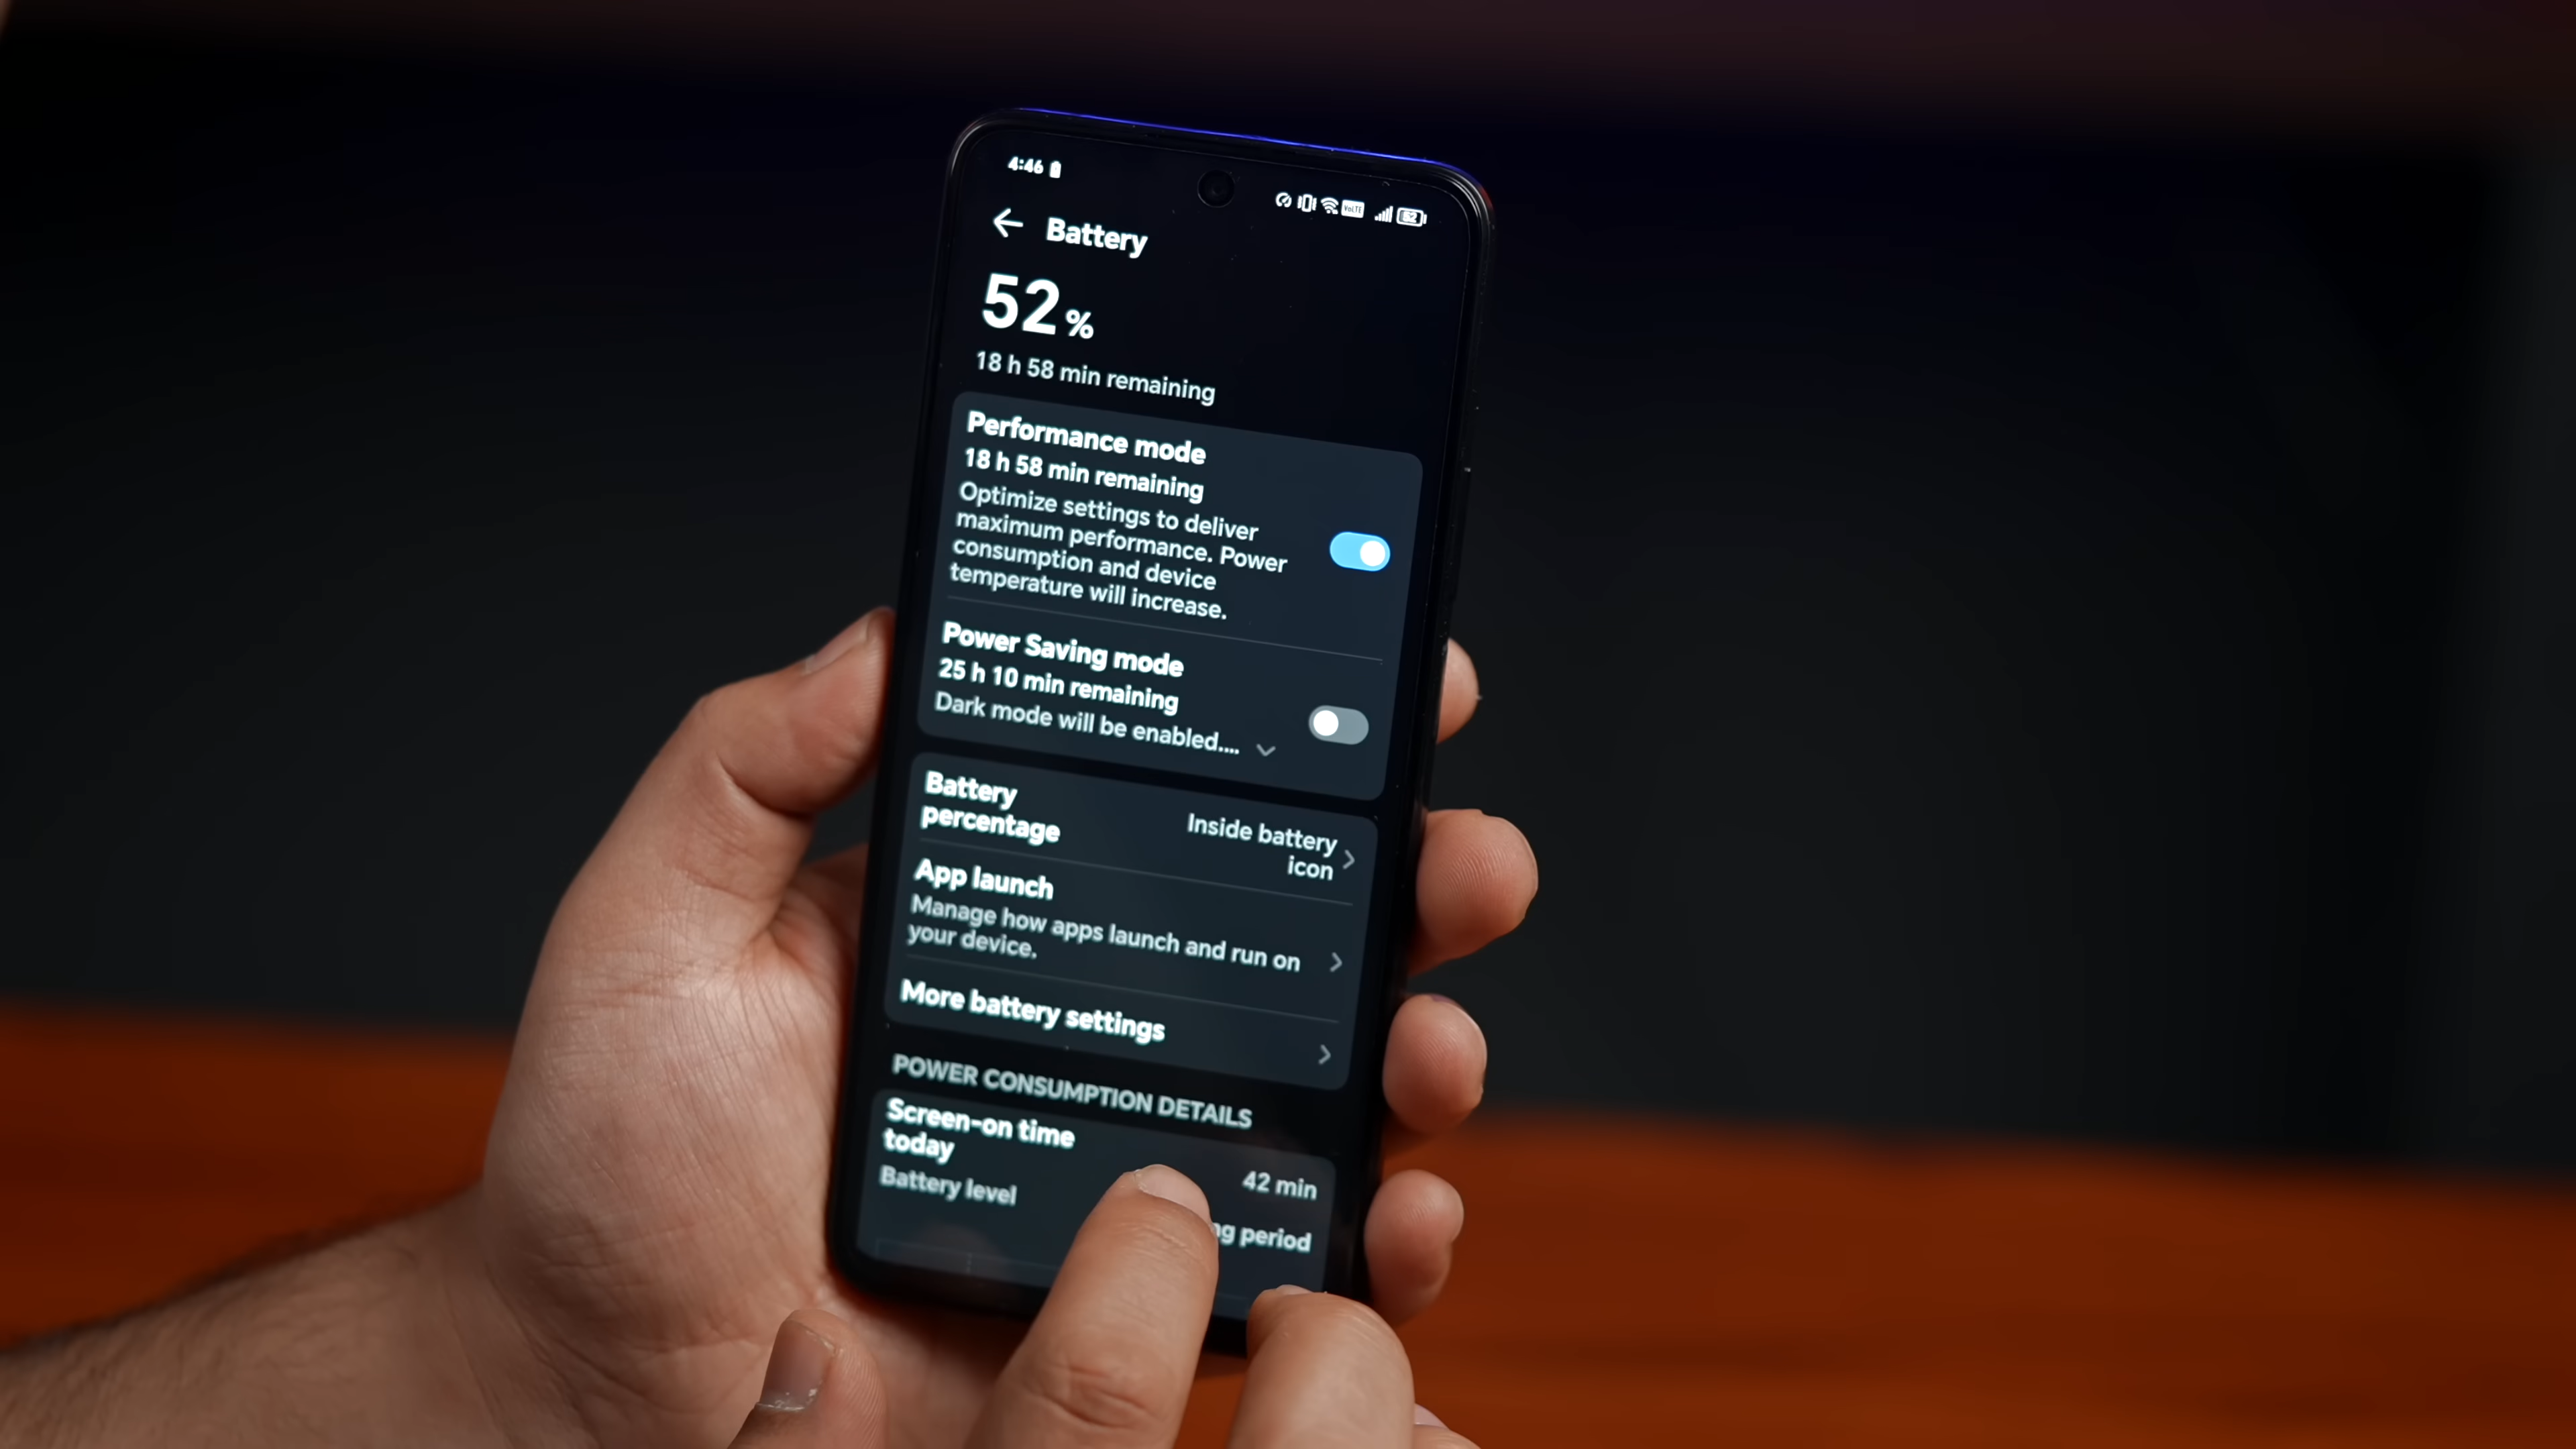 4:46
VoLTE
52
Battery
52%
18 h 58 min remaining
Performance mode
18 h 58 min remaining
Optimize settings to deliver
maximum performance. Power
consumption and device
temperature will increase.
Power Saving mode
25 h 10 min remaining
Dark mode will be enabled....
Battery
percentage
Inside battery
icon
App launch
Manage how apps launch and run on
your device.
More battery settings
POWER CONSUMPTION DETAILS
Screen-on time
today
42 min
Battery level
period